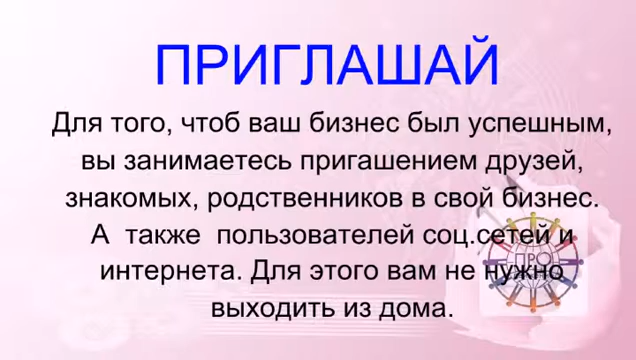 ПРИГЛАШАЙ
Для того, чтоб ваш бизнес был успешным,
вы занимаетесь пригашением друзей,
знакомых, родственников в свой бизнес.
А также пользователей соц.сетей и
интернета. Для этого вам не нужно
выходить из дома.
ПРО